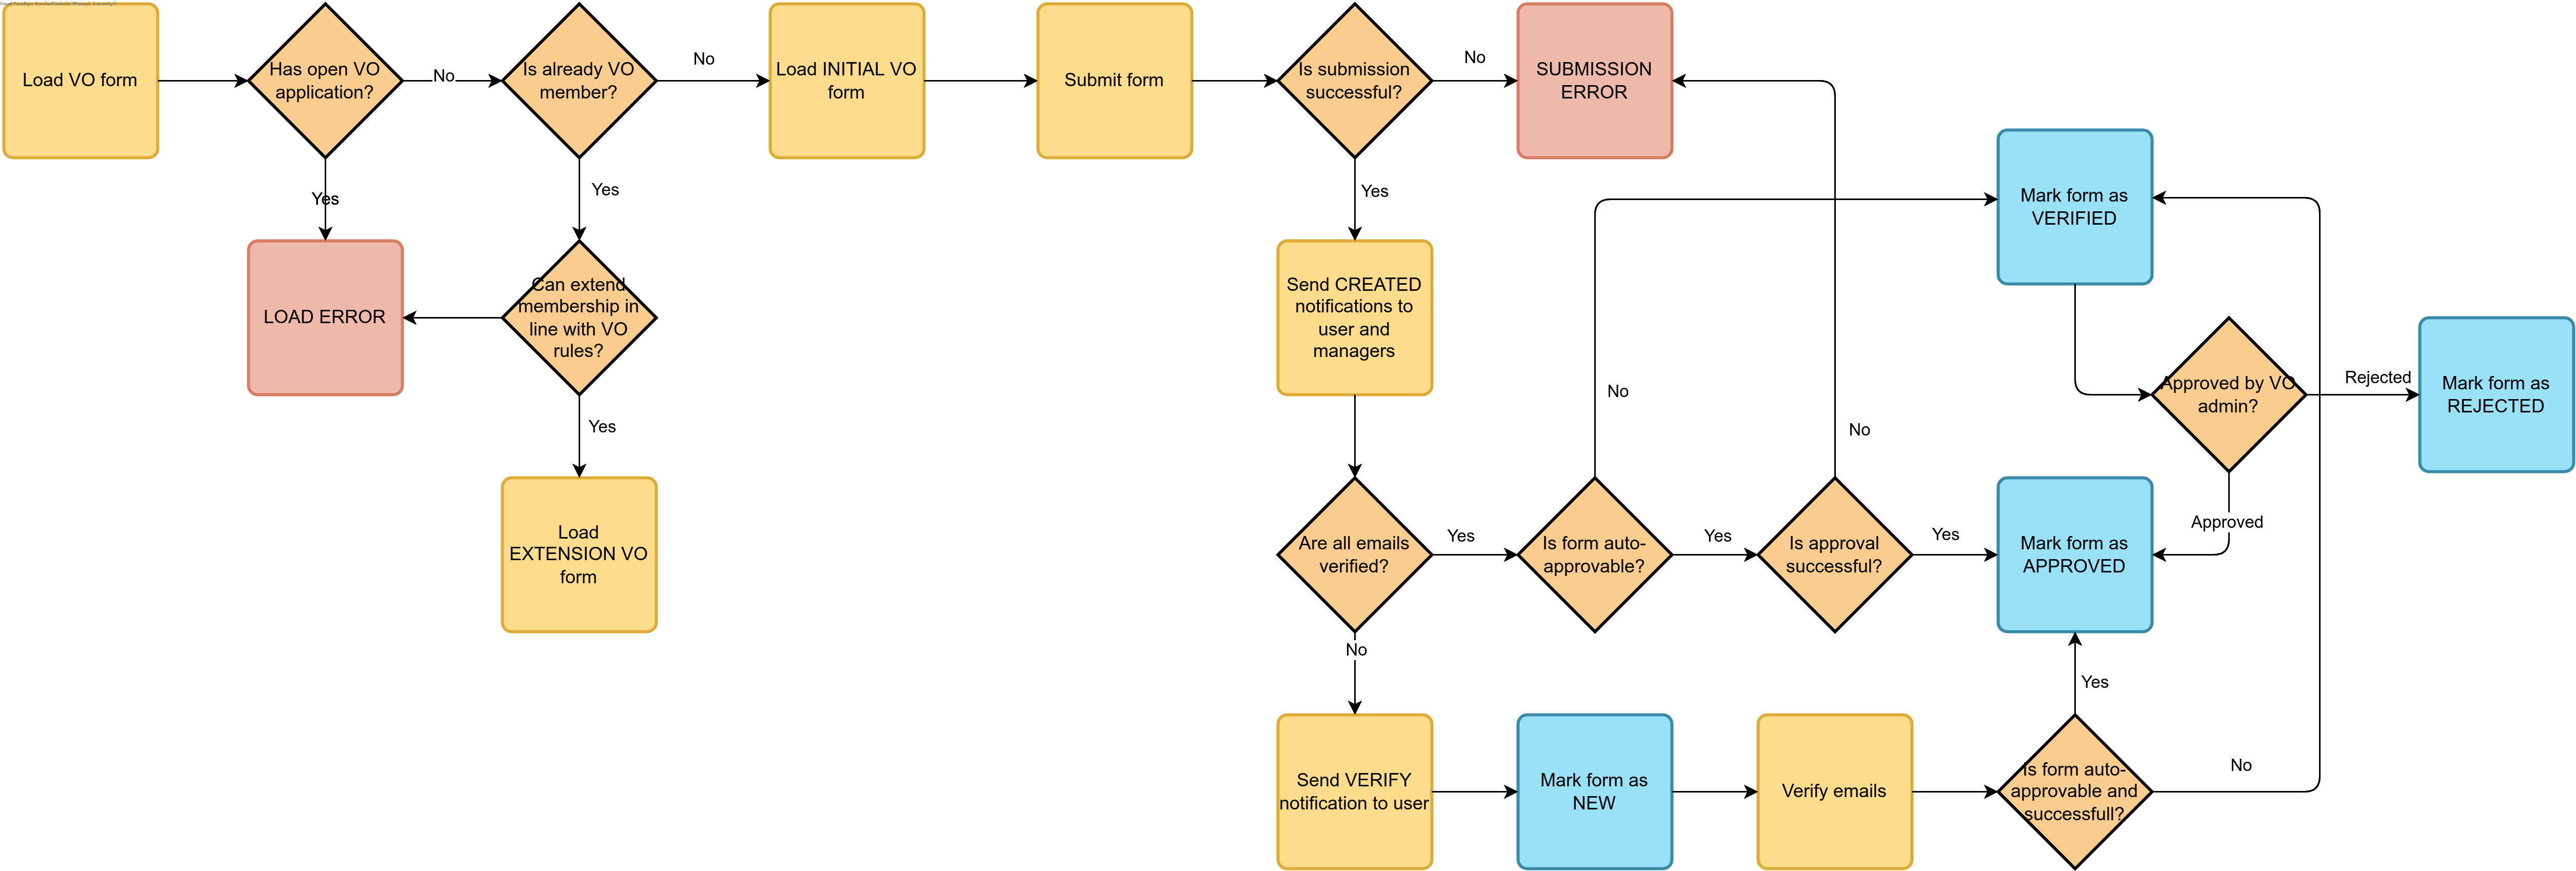 Load VO form
Has open VO
application?
No
Is already VO
member?
No
Load INITIAL VO
form
Submit form
Is submission
successful?
No
SUBMISSION
ERROR
Yes
Yes
Yes
Mark form as
VERIFIED
LOAD ERROR
Can extend
membership in
line with VO
rules?
Send CREATED
notifications to
user and
managers
No
Approved by VO
admin?
Rejected
Mark form as
REJECTED
Yes
No
Load
EXTENSION VO
form
Are all emails
verified?
Yes
Is form auto-
approvable?
Yes
Is approval
successful?
Yes
Mark form as
APPROVED
Approved
No
Yes
Send VERIFY
notification to user
Mark form as
NEW
Verify emails
Is form auto-
approvable and
successfull?
No